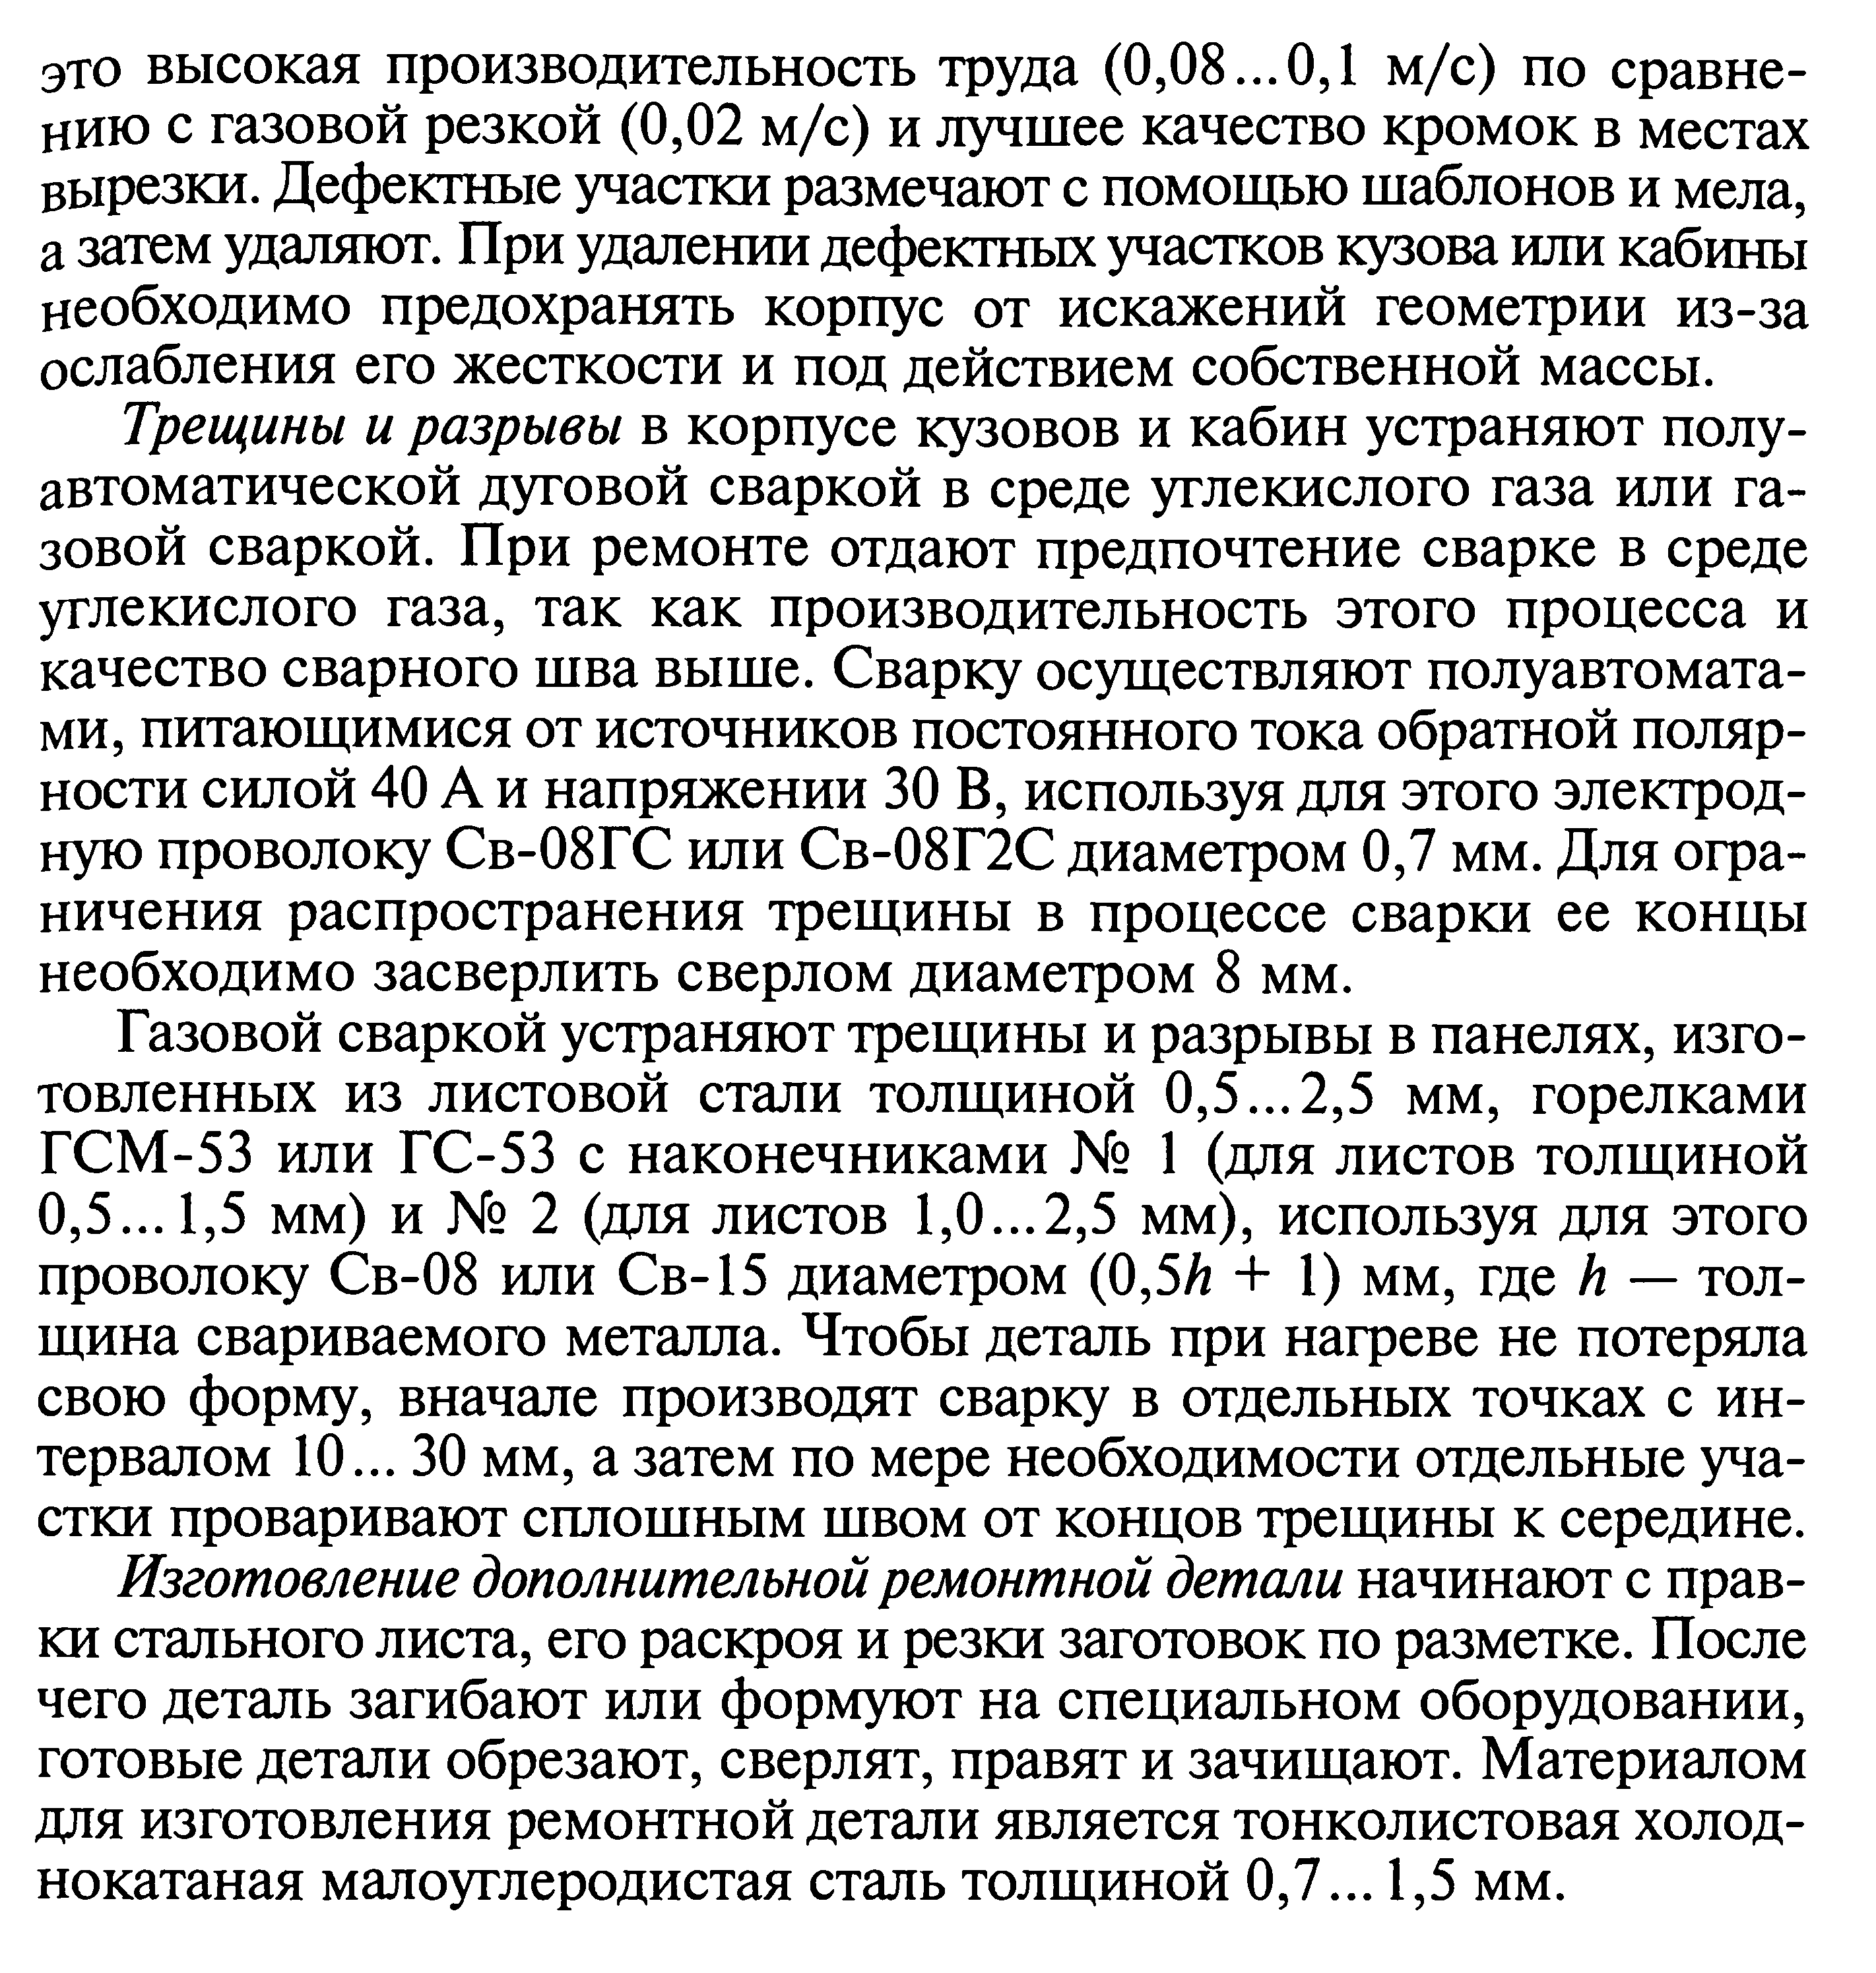 это высокая производительность труда (0,08...0,1 м/с) по сравне-
нию с газовой резкой (0,02 м/с) и лучшее качество кромок в местах
вырезки. Дефектные участки размечают с помощью шаблонов и мела,
а затем удаляют. При удалении дефектных участков кузова или кабины
необходимо предохранять корпус от искажений геометрии из-за
ослабления его жесткости и под действием собственной массы.
Трещины и разрывы в корпусе кузовов и кабин устраняют полу-
автоматической дуговой сваркой в среде углекислого газа или га-
зовой сваркой. При ремонте отдают предпочтение сварке в среде
углекислого газа, так как производительность этого процесса и
качество сварного шва выше. Сварку осуществляют полуавтомата-
ми, питающимися от источников постоянного тока обратной поляр-
ности силой 40 А и напряжении 30 В, используя для этого электрод-
ную проволоку Св-08ГС или Св-08Г2С диаметром 0,7 мм. Для огра-
ничения распространения трещины в процессе сварки ее концы
необходимо засверлить сверлом диаметром 8 мм.
Газовой сваркой устраняют трещины и разрывы в панелях, изго-
товленных из листовой стали толщиной 0,5...2,5 мм, горелками
ГСМ-53 или ГС-53 с наконечниками № 1 (для листов толщиной
0,5...1,5 мм) и № 2 (для листов 1,0...2,5 мм), используя для этого
проволоку Св-08 или Св-15 диаметром (0,5h + 1) мм, где h — тол-
щина свариваемого металла. Чтобы деталь при нагреве не потеряла
свою форму, вначале производят сварку в отдельных точках с ин-
тервалом 10... 30 мм, а затем по мере необходимости отдельные уча-
стки проваривают сплошным швом от концов трещины к середине.
Изготовление дополнительной ремонтной детали начинают с прав-
ки стального листа, его раскроя и резки заготовок по разметке. После
чего деталь загибают или формуют на специальном оборудовании,
готовые детали обрезают, сверлят, правят и зачищают. Материалом
для изготовления ремонтной детали является тонколистовая холод-
нокатаная малоуглеродистая сталь толщиной 0,7...1,5 мм.